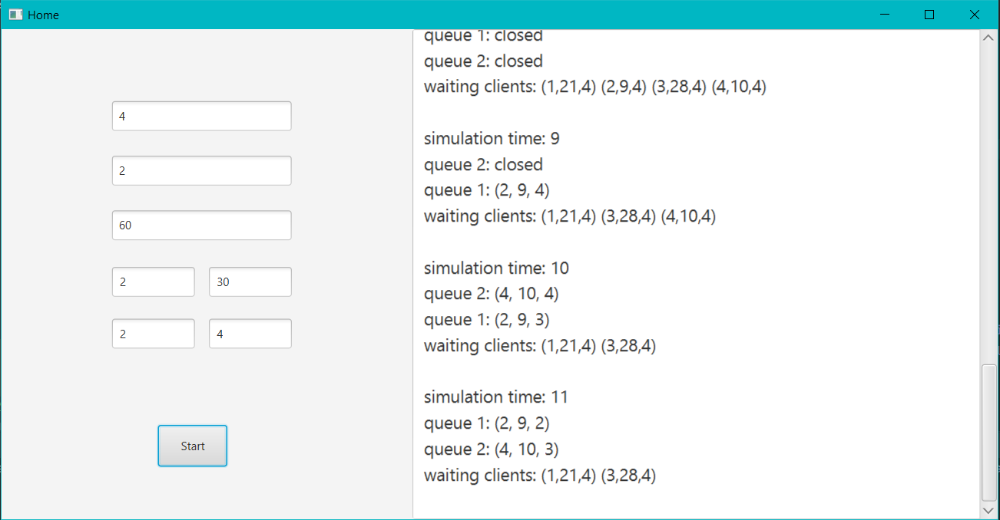 Home
4
2
60
2 30
2 4
Start
queue 1: closed
queue 2: closed
waiting clients: (1,21,4) (2,9,4) (3,28,4) (4,10,4)
simulation time: 9
queue 2: closed
queue 1: (2, 9, 4)
waiting clients: (1,21,4) (3,28,4) (4,10,4)
simulation time: 10
queue 2: (4, 10, 4)
queue 1: (2, 9, 3)
waiting clients: (1,21,4) (3,28,4)
simulation time: 11
queue 1: (2, 9, 2)
queue 2: (4, 10, 3)
waiting clients: (1,21,4) (3,28,4)